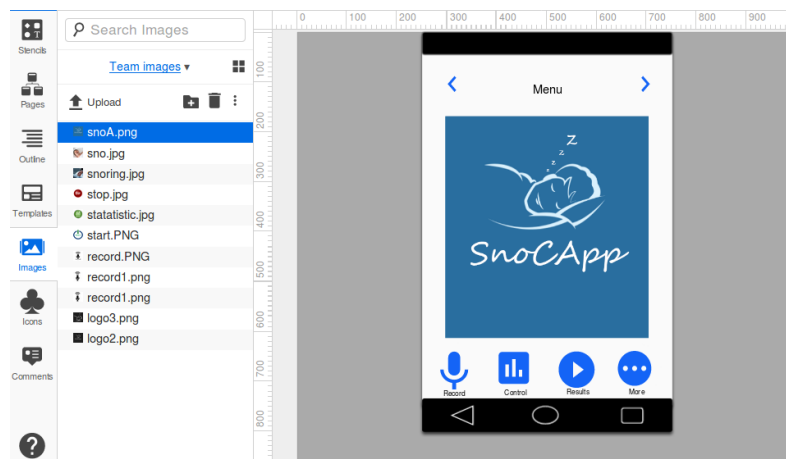 Stencils
Pages
Outline
Templates
Images
Icons
Comments
?
Search Images
Team images ▾
Upload
snoA.png
sno.jpg
snoring.jpg
stop.jpg
statatistic.jpg
start.PNG
record.PNG
record1.png
record1.png
logo3.png
logo2.png
0 100 200 300 400 500 600 700 800 900
100
200
300
400
500
600
700
800
Menu
z
z
z
SnoCApp
Record Control Results More